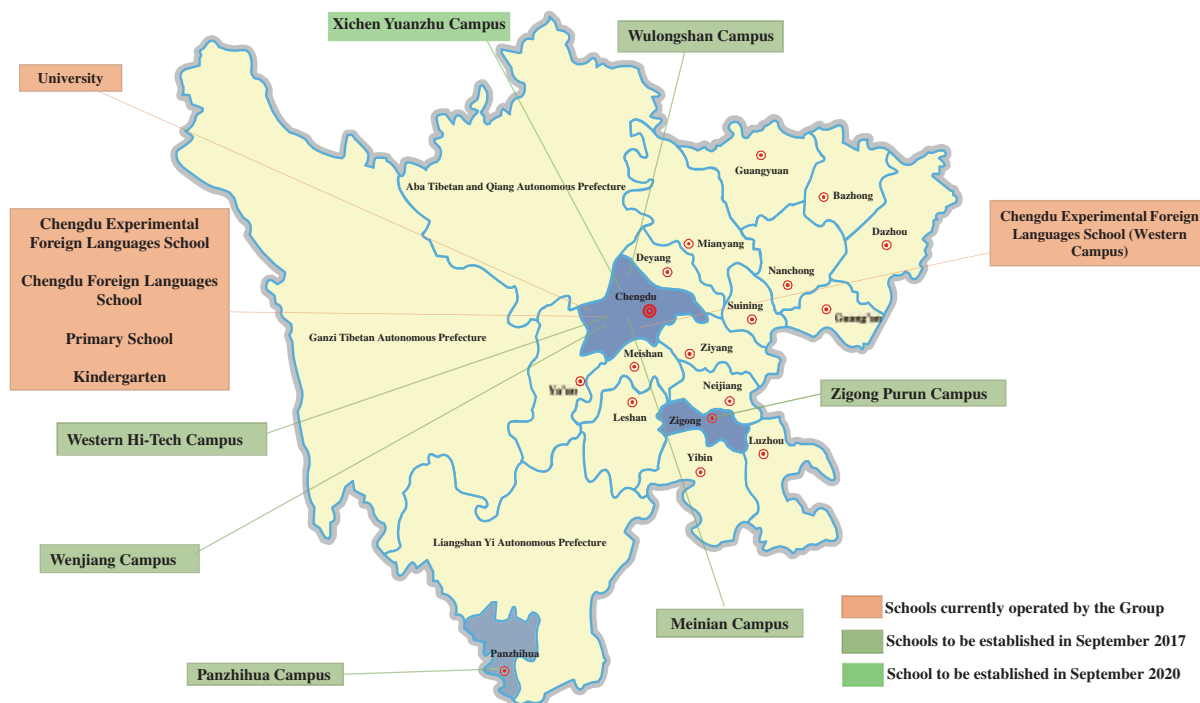 Xichen Yuanzhu Campus
Wulongshan Campus
University
Guangyuan
Aba Tibetan and Qiang Autonomous Prefecture
Bazhong
Chengdu Experimental
Foreign Languages School
Chengdu Foreign Languages
School
Primary School
Kindergarten
Chengdu Experimental Foreign
Languages School (Western
Campus)
Dazhou
Mianyang
Deyang
Nanchong
Chengdu
Suining
Ganzi Tibetan Autonomous Prefecture
Meishan
Ziyang
Neijiang
Zigong Purun Campus
Leshan
Zigong
Western Hi-Tech Campus
Luzhou
Yibin
Wenjiang Campus
Liangshan Yi Autonomous Prefecture
Meinian Campus
Schools currently operated by the Group
Schools to be established in September 2017
School to be established in September 2020
Panzhihua
Panzhihua Campus